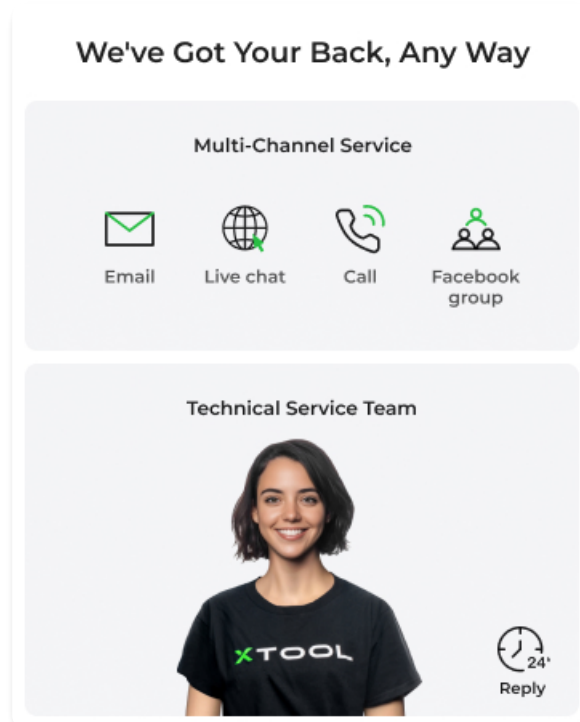 We've Got Your Back, Any Way
Multi-Channel Service
Email
Live chat
Call
Facebook
group
Technical Service Team
XTOOL
24h
Reply